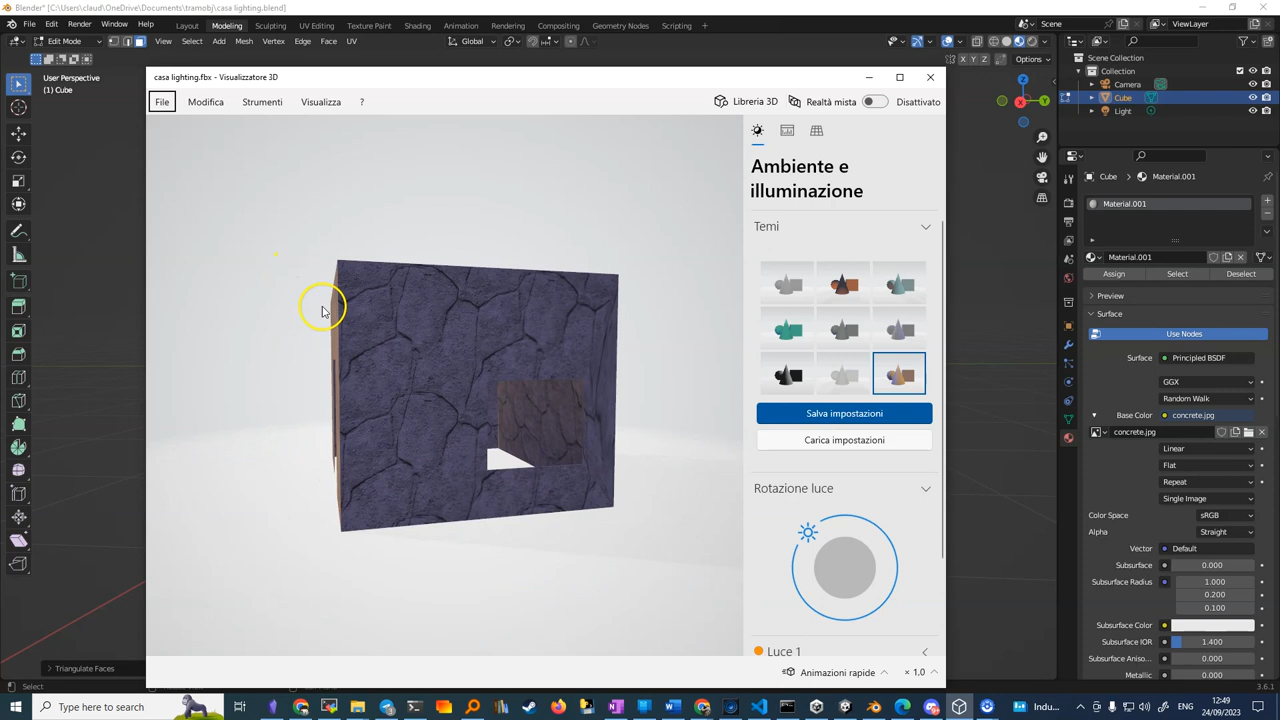 Blender* [C:\Users\claud\OneDrive\Documents\tramobj\casa lighting.blend]
File Edit Render Window Help Layout Modeling Sculpting UV Editing Texture Paint Shading Animation Rendering Compositing Geometry Nodes Scripting + Scene ViewLayer
Edit Mode View Select Add Mesh Vertex Edge Face UV Global
X Y Z Options
User Perspective
(1) Cube
Scene Collection
Collection
Camera
Cube
Light
casa lighting.fbx - Visualizzatore 3D
File Modifica Strumenti Visualizza ? Libreria 3D Realtà mista Disattivato
Ambiente e
illuminazione
Temi
Salva impostazioni
Carica impostazioni
Rotazione luce
Luce 1
Animazioni rapide × 1.0
Cube Material.001
Material.001
Material.001
Assign Select Deselect
Preview
Surface
Use Nodes
Surface Principled BSDF
GGX
Random Walk
Base Color concrete.jpg
concrete.jpg
Linear
Flat
Repeat
Single Image
Color Space sRGB
Alpha Straight
Vector Default
Subsurface 0.000
Subsurface Radius 1.000
0.200
0.100
Subsurface Color
Subsurface IOR 1.400
Subsurface Aniso... 0.000
Metallic 0.000
Triangulate Faces
Select
3.6.1
Type here to search
Indu...
12:49
24/09/2023